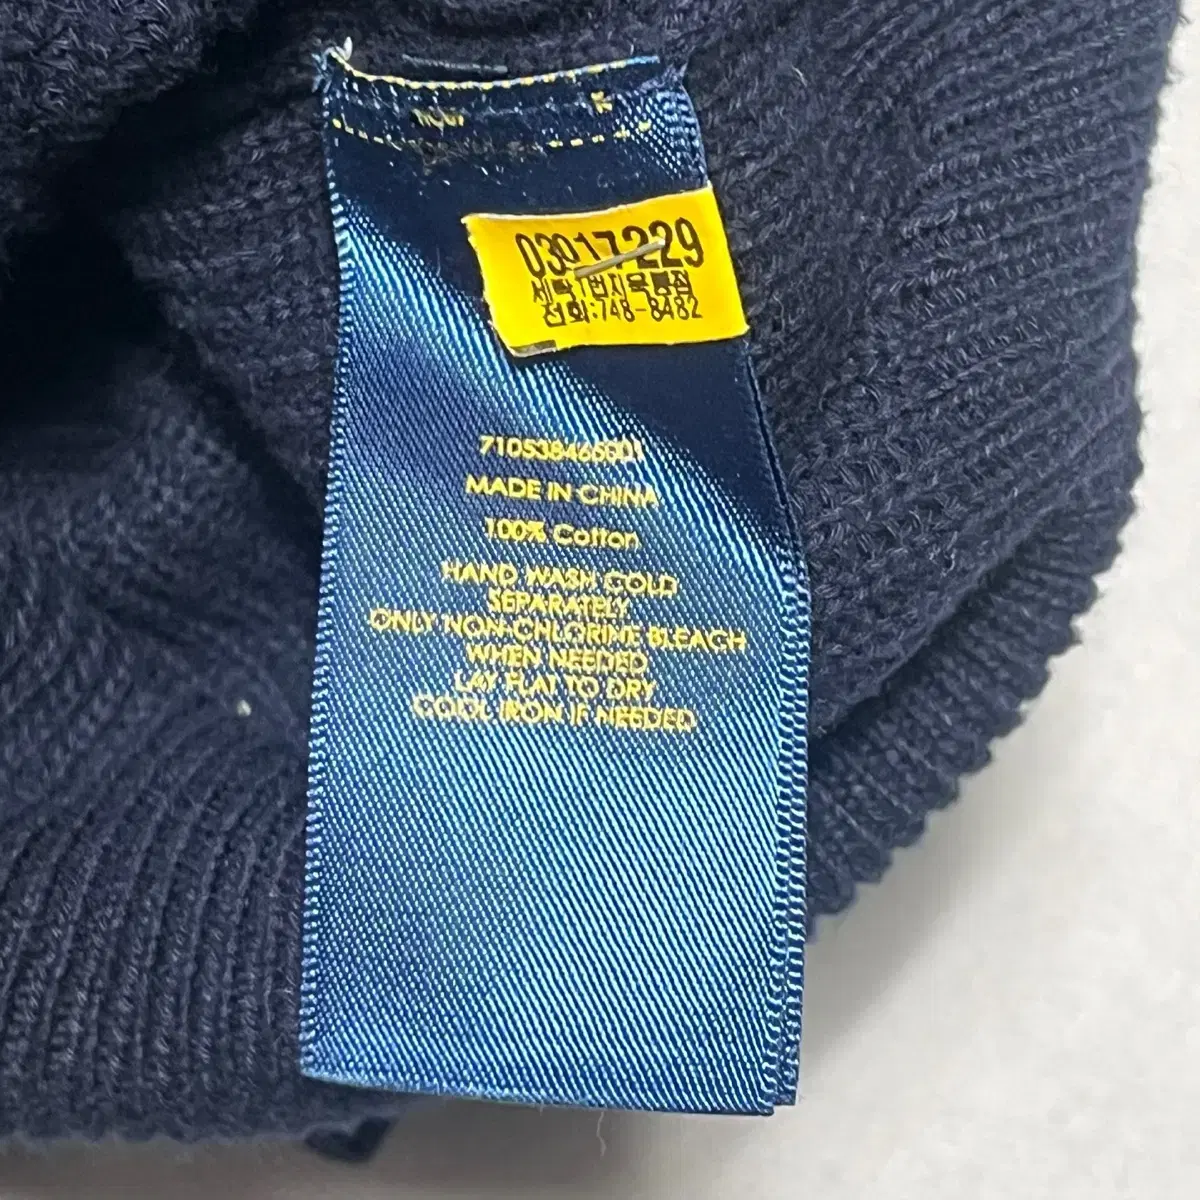 03017229
세탁1번지옥동점
전화:748-8482
710538466001
MADE IN CHINA
100% Cotton
HAND WASH COLD
SEPARATELY
ONLY NON-CHLORINE BLEACH
WHEN NEEDED
LAY FLAT TO DRY
COOL IRON IF NEEDED